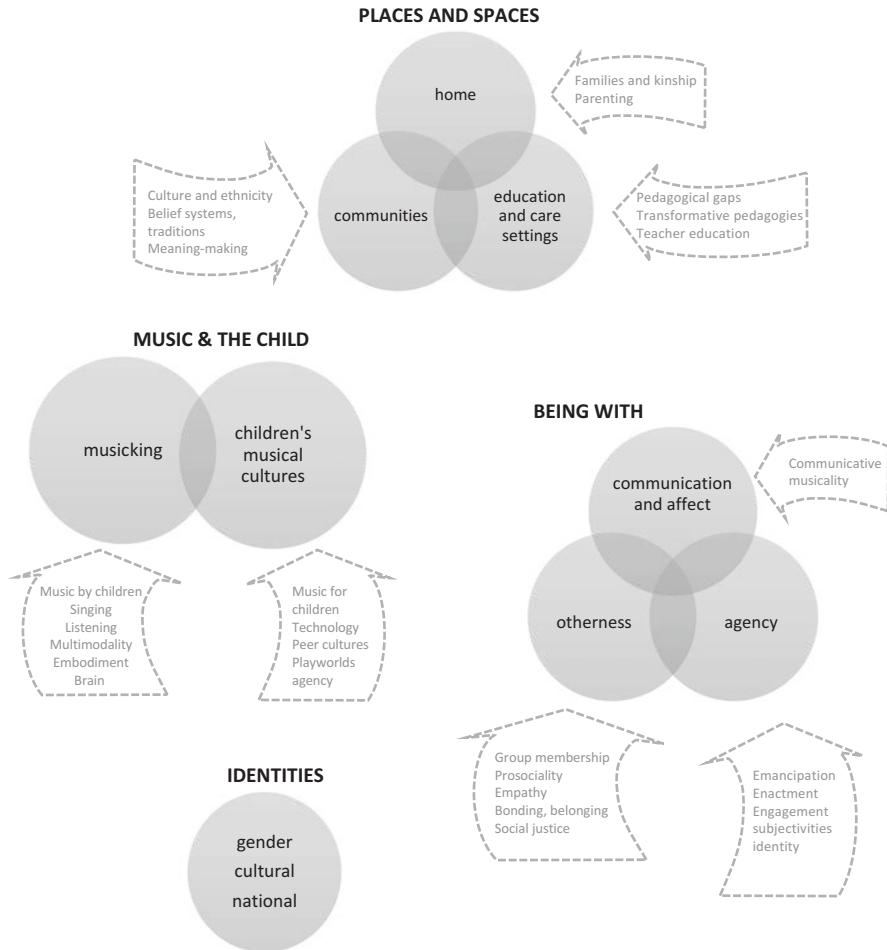 PLACES AND SPACES
home
Families and kinship
Parenting
communities
education
and care
settings
Culture and ethnicity
Belief systems,
traditions
Meaning-making
Pedagogical gaps
Transformative pedagogies
Teacher education
MUSIC & THE CHILD
musicking
children's
musical
cultures
Music by children
Singing
Listening
Multimodality
Embodiment
Brain
Music for
children
Technology
Peer cultures
Playworlds
agency
BEING WITH
communication
and affect
Communicative
musicality
otherness
agency
Group membership
Prosociality
Empathy
Bonding, belonging
Social justice
Emancipation
Enactment
Engagement
subjectivities
identity
IDENTITIES
gender
cultural
national